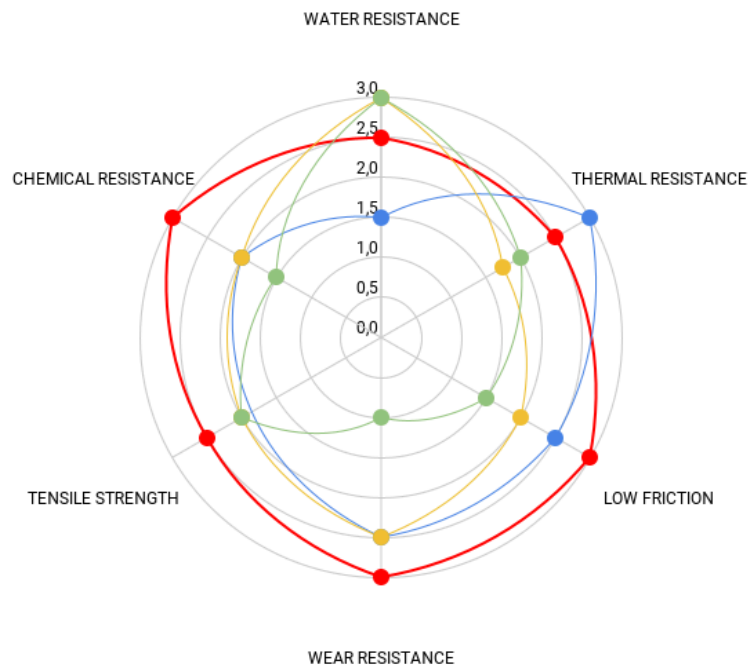 WATER RESISTANCE
3,0
2,5
CHEMICAL RESISTANCE
2,0
THERMAL RESISTANCE
1,5
1,0
0,5
0,0
TENSILE STRENGTH
LOW FRICTION
WEAR RESISTANCE